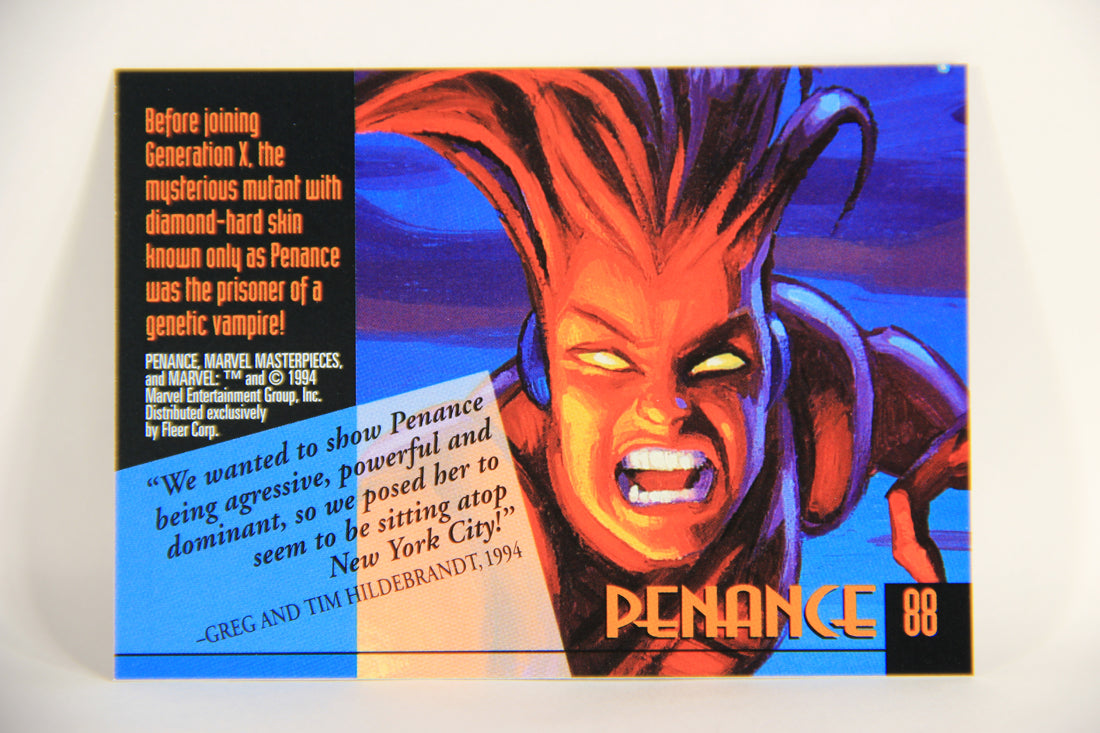 Before joining
Generation X, the
mysterious mutant with
diamond-hard skin
known only as Penance
was the prisoner of a
genetic vampire!
PENANCE, MARVEL MASTERPIECES,
and MARVEL: ™ and © 1994
Marvel Entertainment Group, Inc.
Distributed exclusively
by Fleer Corp.
“We wanted to show Penance
being agressive, powerful and
dominant, so we posed her to
seem to be sitting atop
New York City!”
–GREG AND TIM HILDEBRANDT, 1994
PENANCE 88